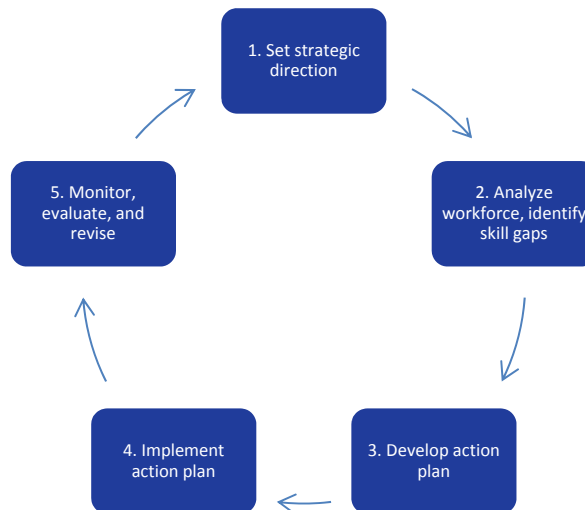 1. Set strategic
direction
2. Analyze
workforce, identify
skill gaps
3. Develop action
plan
4. Implement
action plan
5. Monitor,
evaluate, and
revise